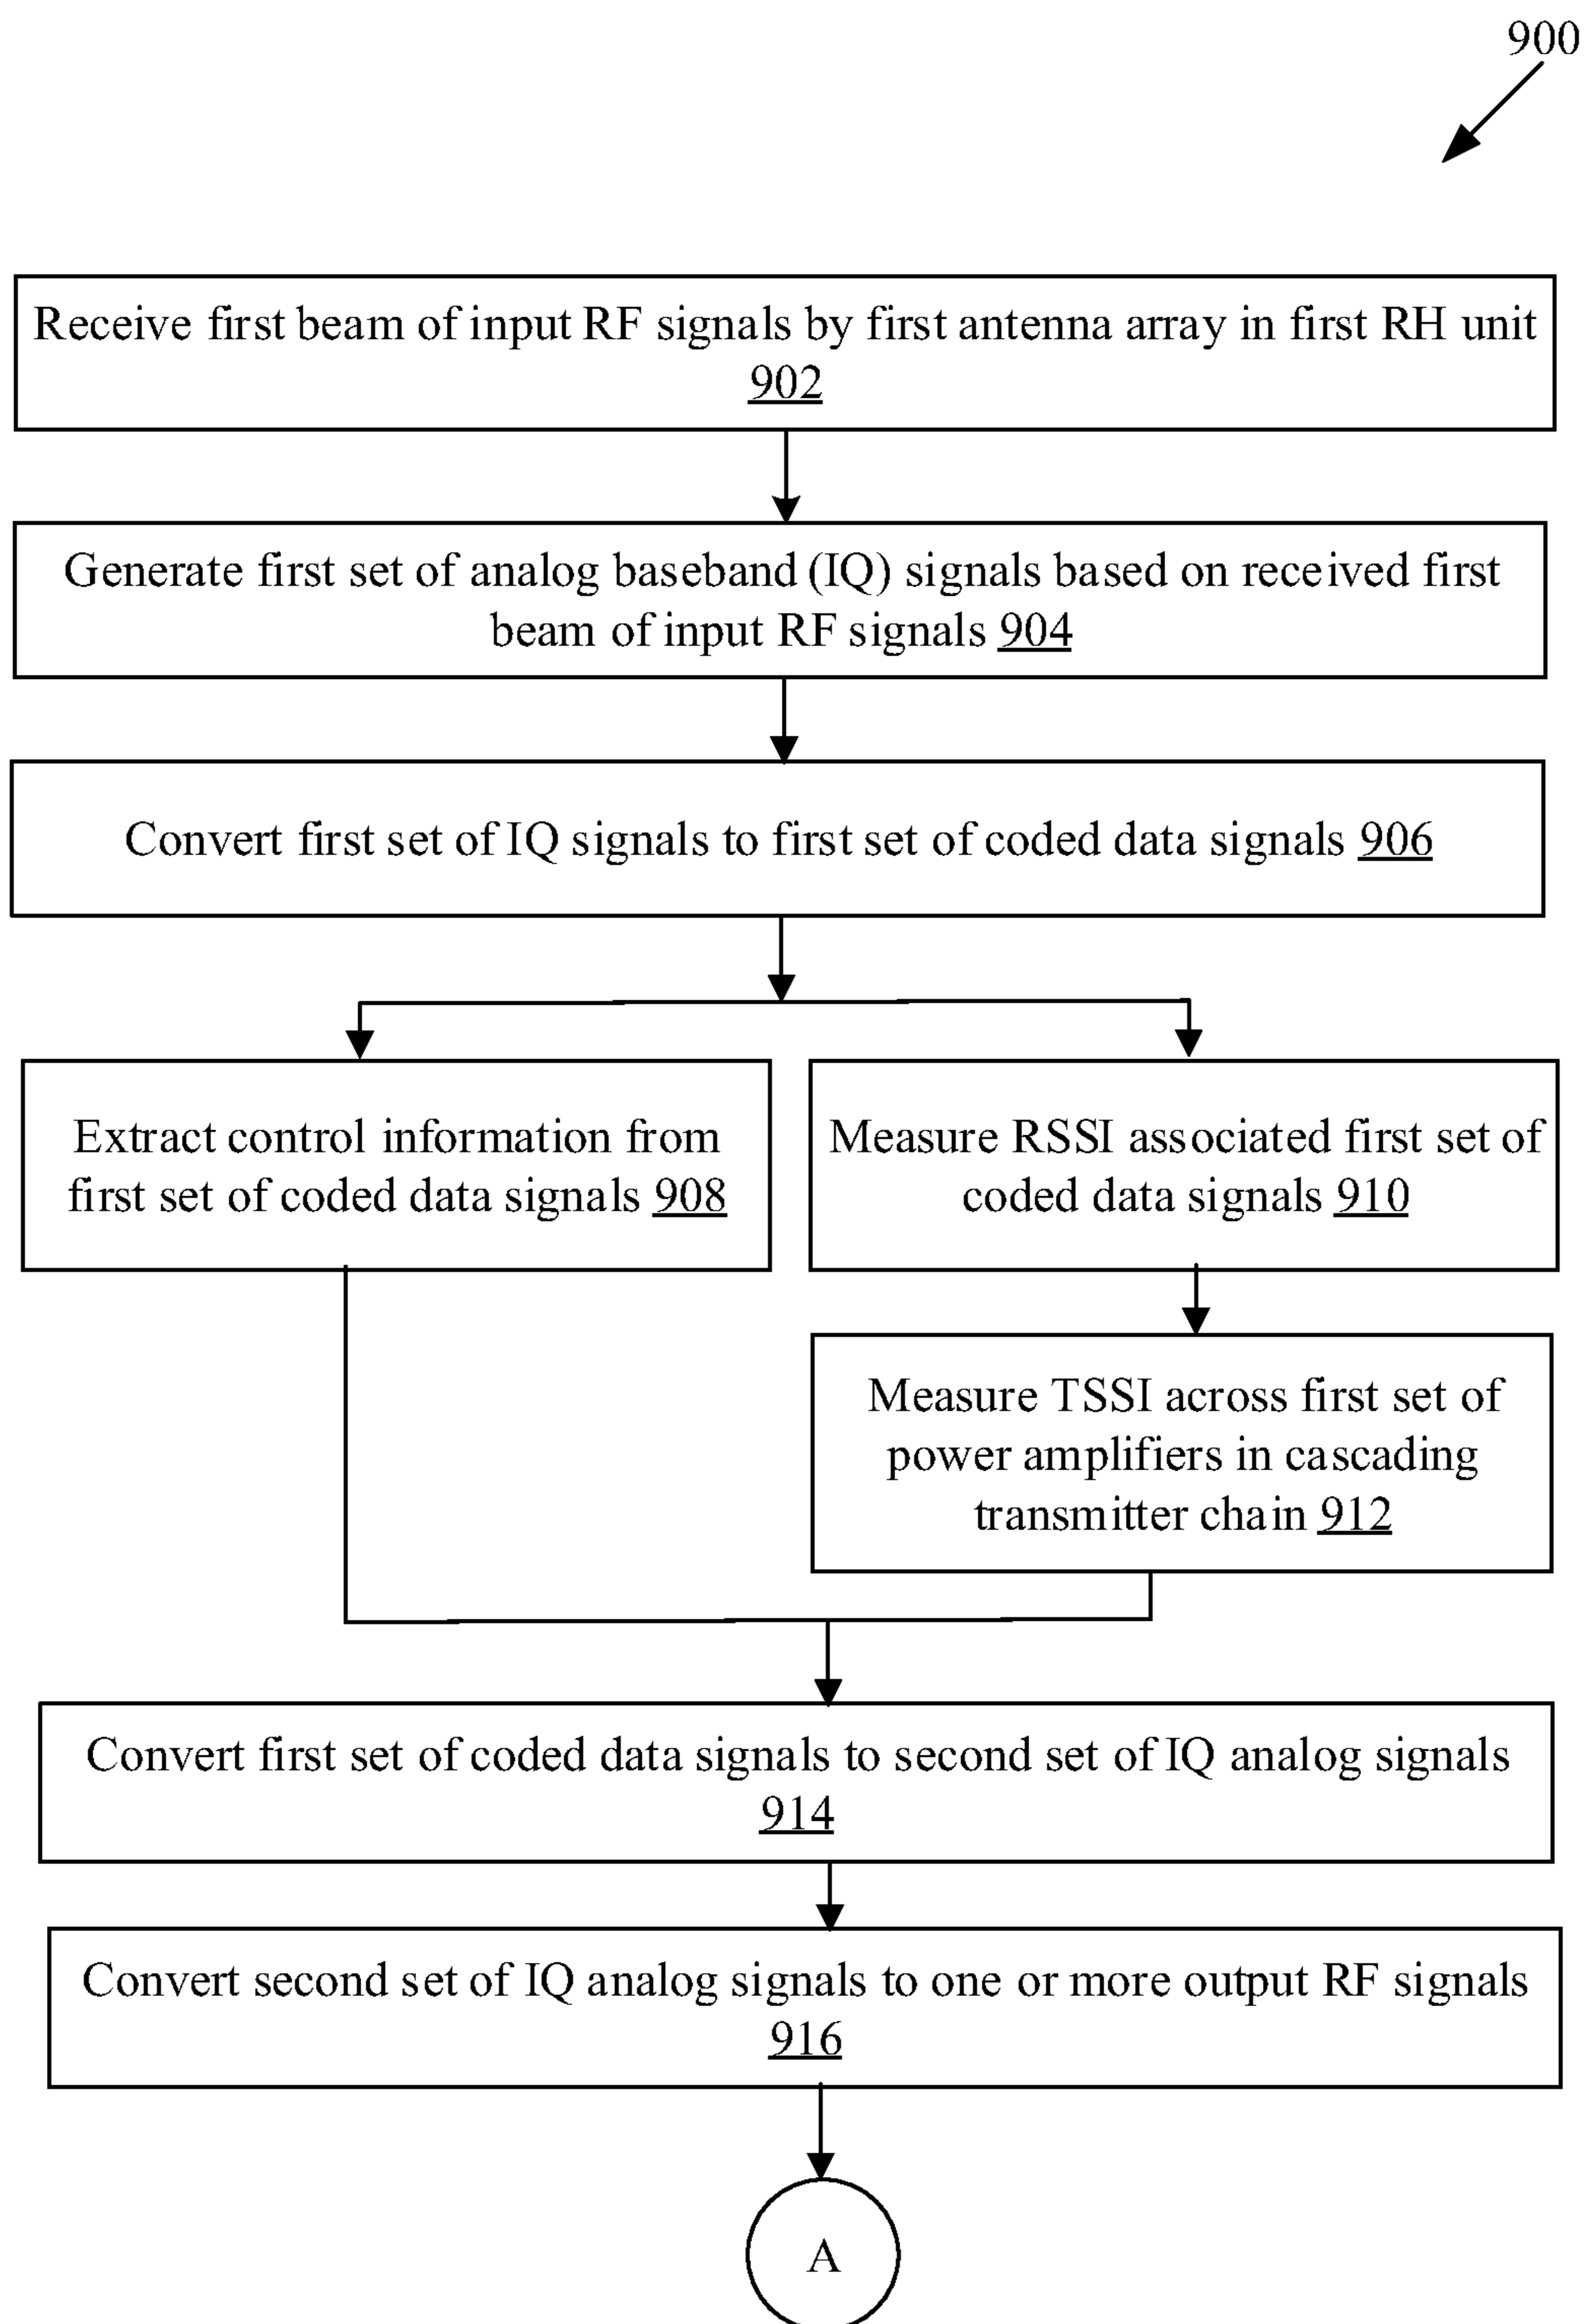 900
Receive first beam of input RF signals by first antenna array in first RH unit
902
Generate first set of analog baseband (IQ) signals based on received first
beam of input RF signals 904
Convert first set of IQ signals to first set of coded data signals 906
Extract control information from
first set of coded data signals 908
Measure RSSI associated first set of
coded data signals 910
Measure TSSI across first set of
power amplifiers in cascading
transmitter chain 912
Convert first set of coded data signals to second set of IQ analog signals
914
Convert second set of IQ analog signals to one or more output RF signals
916
A